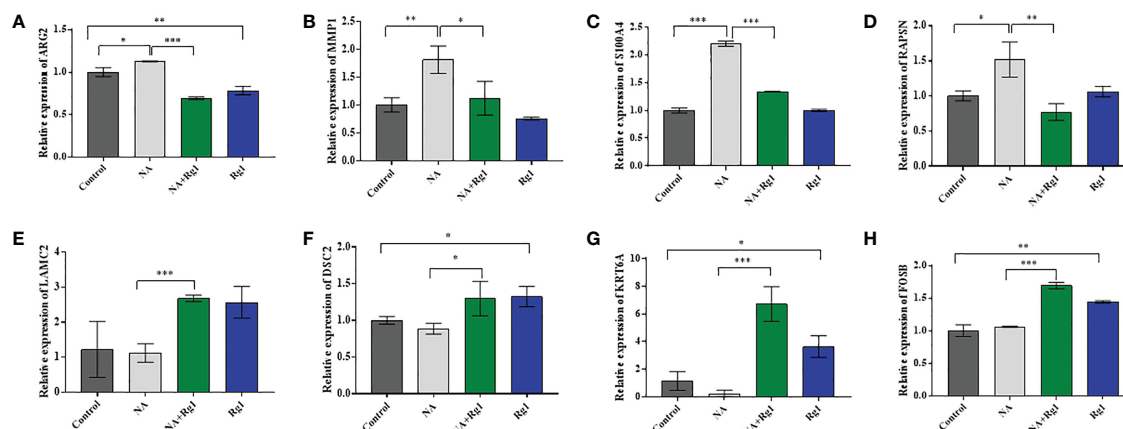 A
Relative expression of ARG2
2.0
1.5
1.0
0.5
0.0
**
*
***
Control
NA
NA+Rg1
Rg1
B
Relative expression of MMP1
2.5
2.0
1.5
1.0
0.5
0.0
**
*
Control
NA
NA+Rg1
Rg1
C
Relative expression of S100A4
2.5
2.0
1.5
1.0
0.5
0.0
***
***
Control
NA
NA+Rg1
Rg1
D
Relative expression of RAPSN
2.0
1.5
1.0
0.5
0.0
*
**
Control
NA
NA+Rg1
Rg1
E
Relative expression of LAMC2
4
3
2
1
0
***
Control
NA
NA+Rg1
Rg1
F
Relative expression of DSC2
2.0
1.5
1.0
0.5
0.0
*
*
Control
NA
NA+Rg1
Rg1
G
Relative expression of KRT6A
10
8
6
4
2
0
*
***
Control
NA
NA+Rg1
Rg1
H
Relative expression of FOSB
2.0
1.5
1.0
0.5
0.0
**
***
Control
NA
NA+Rg1
Rg1